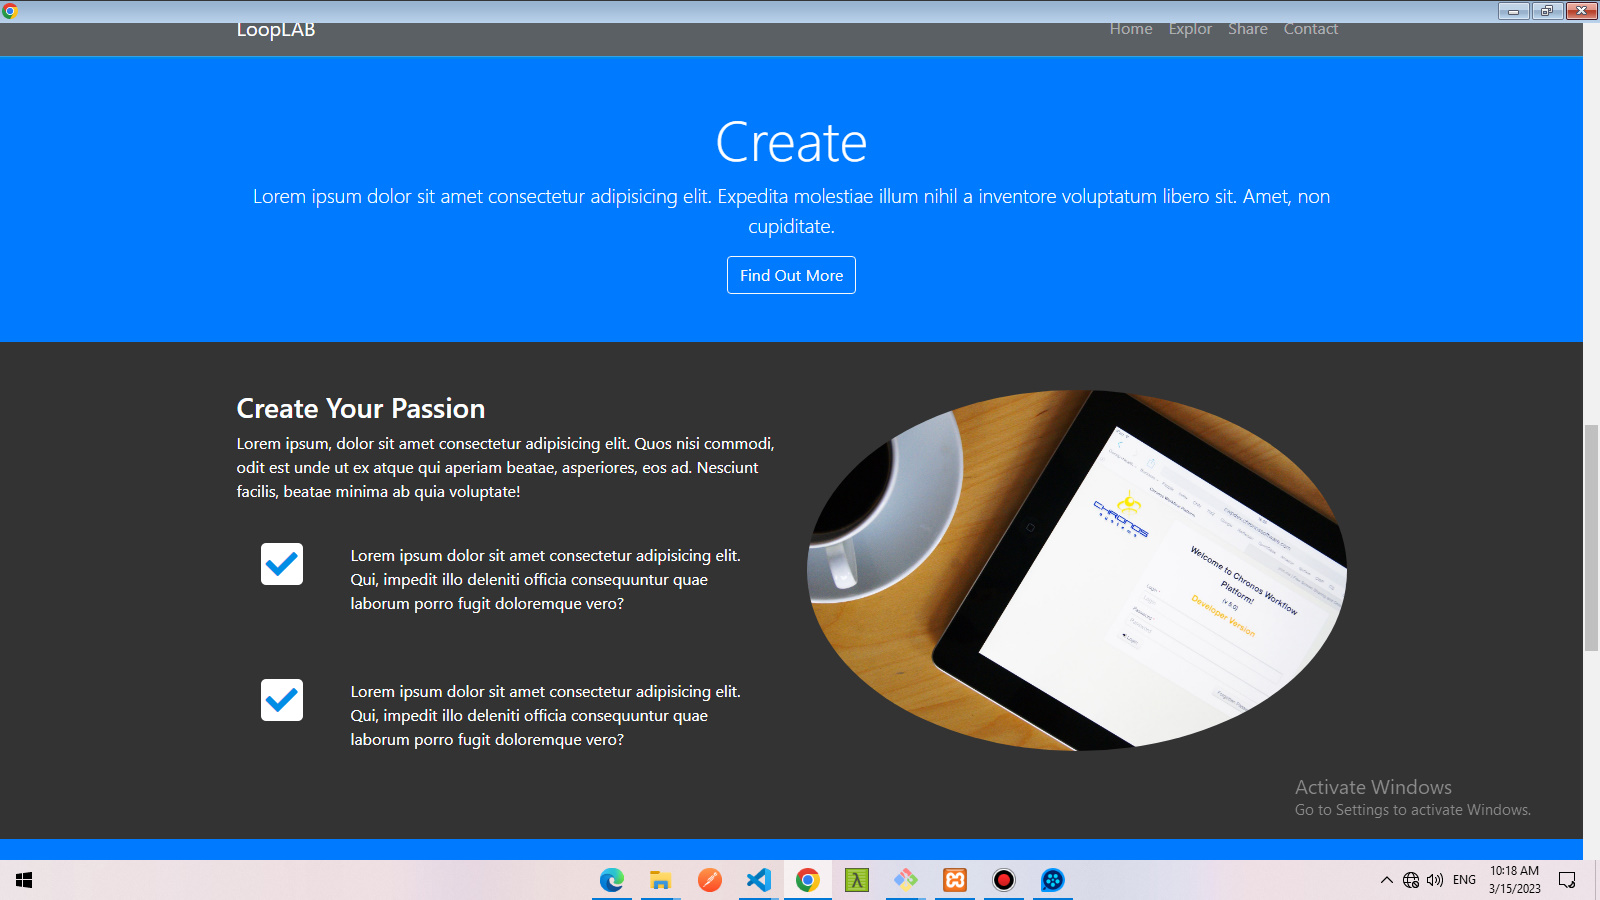 LoopLAB
Home Explor Share Contact
Create
Lorem ipsum dolor sit amet consectetur adipisicing elit. Expedita molestiae illum nihil a inventore voluptatum libero sit. Amet, non
cupiditate.
Find Out More
Create Your Passion
Lorem ipsum, dolor sit amet consectetur adipisicing elit. Quos nisi commodi,
odit est unde ut ex atque qui aperiam beatae, asperiores, eos ad. Nesciunt
facilis, beatae minima ab quia voluptate!
Lorem ipsum dolor sit amet consectetur adipisicing elit.
Qui, impedit illo deleniti officia consequuntur quae
laborum porro fugit doloremque vero?
Lorem ipsum dolor sit amet consectetur adipisicing elit.
Qui, impedit illo deleniti officia consequuntur quae
laborum porro fugit doloremque vero?
CHRONOS
Welcome to Chronos Workflow
Platform!
(v 5.0)
Developer Version
Activate Windows
Go to Settings to activate Windows.
ENG
10:18 AM
3/15/2023